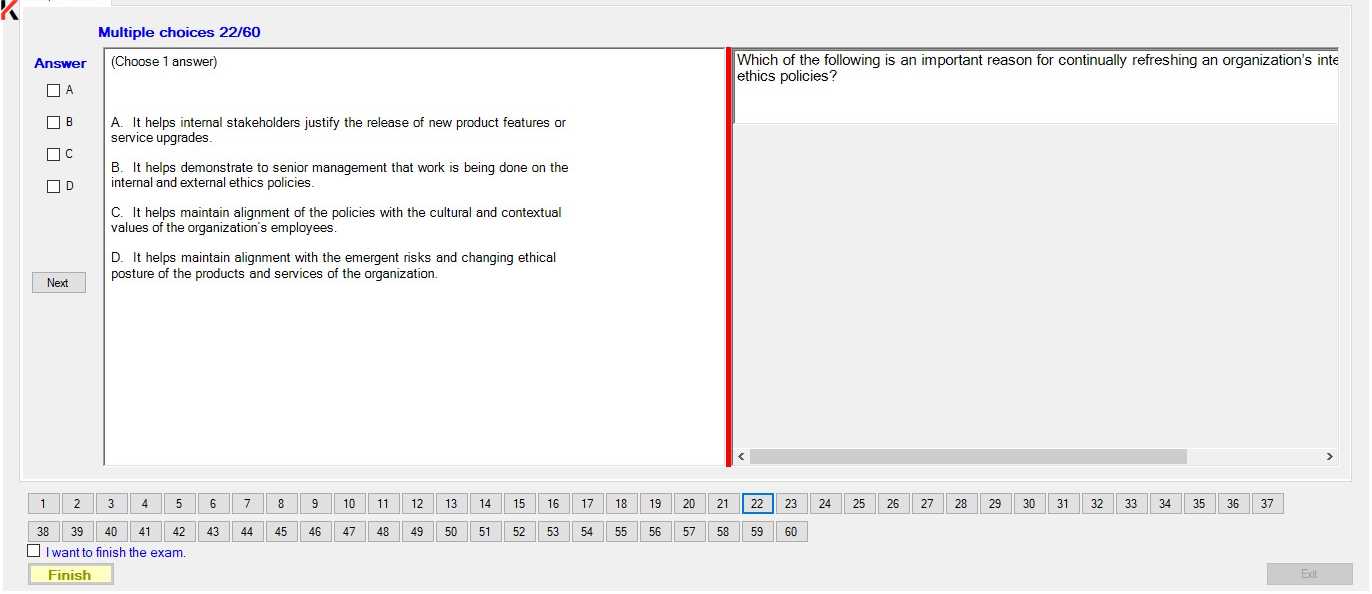 Multiple choices 22/60
Answer
A
B
C
D
Next
(Choose 1 answer)
A. It helps internal stakeholders justify the release of new product features or
service upgrades.
B. It helps demonstrate to senior management that work is being done on the
internal and external ethics policies.
C. It helps maintain alignment of the policies with the cultural and contextual
values of the organization's employees.
D. It helps maintain alignment with the emergent risks and changing ethical
posture of the products and services of the organization.
Which of the following is an important reason for continually refreshing an organization's inte
ethics policies?
1 2 3 4 5 6 7 8 9 10 11 12 13 14 15 16 17 18 19 20 21 22 23 24 25 26 27 28 29 30 31 32 33 34 35 36 37
38 39 40 41 42 43 44 45 46 47 48 49 50 51 52 53 54 55 56 57 58 59 60
I want to finish the exam.
Finish
Exit